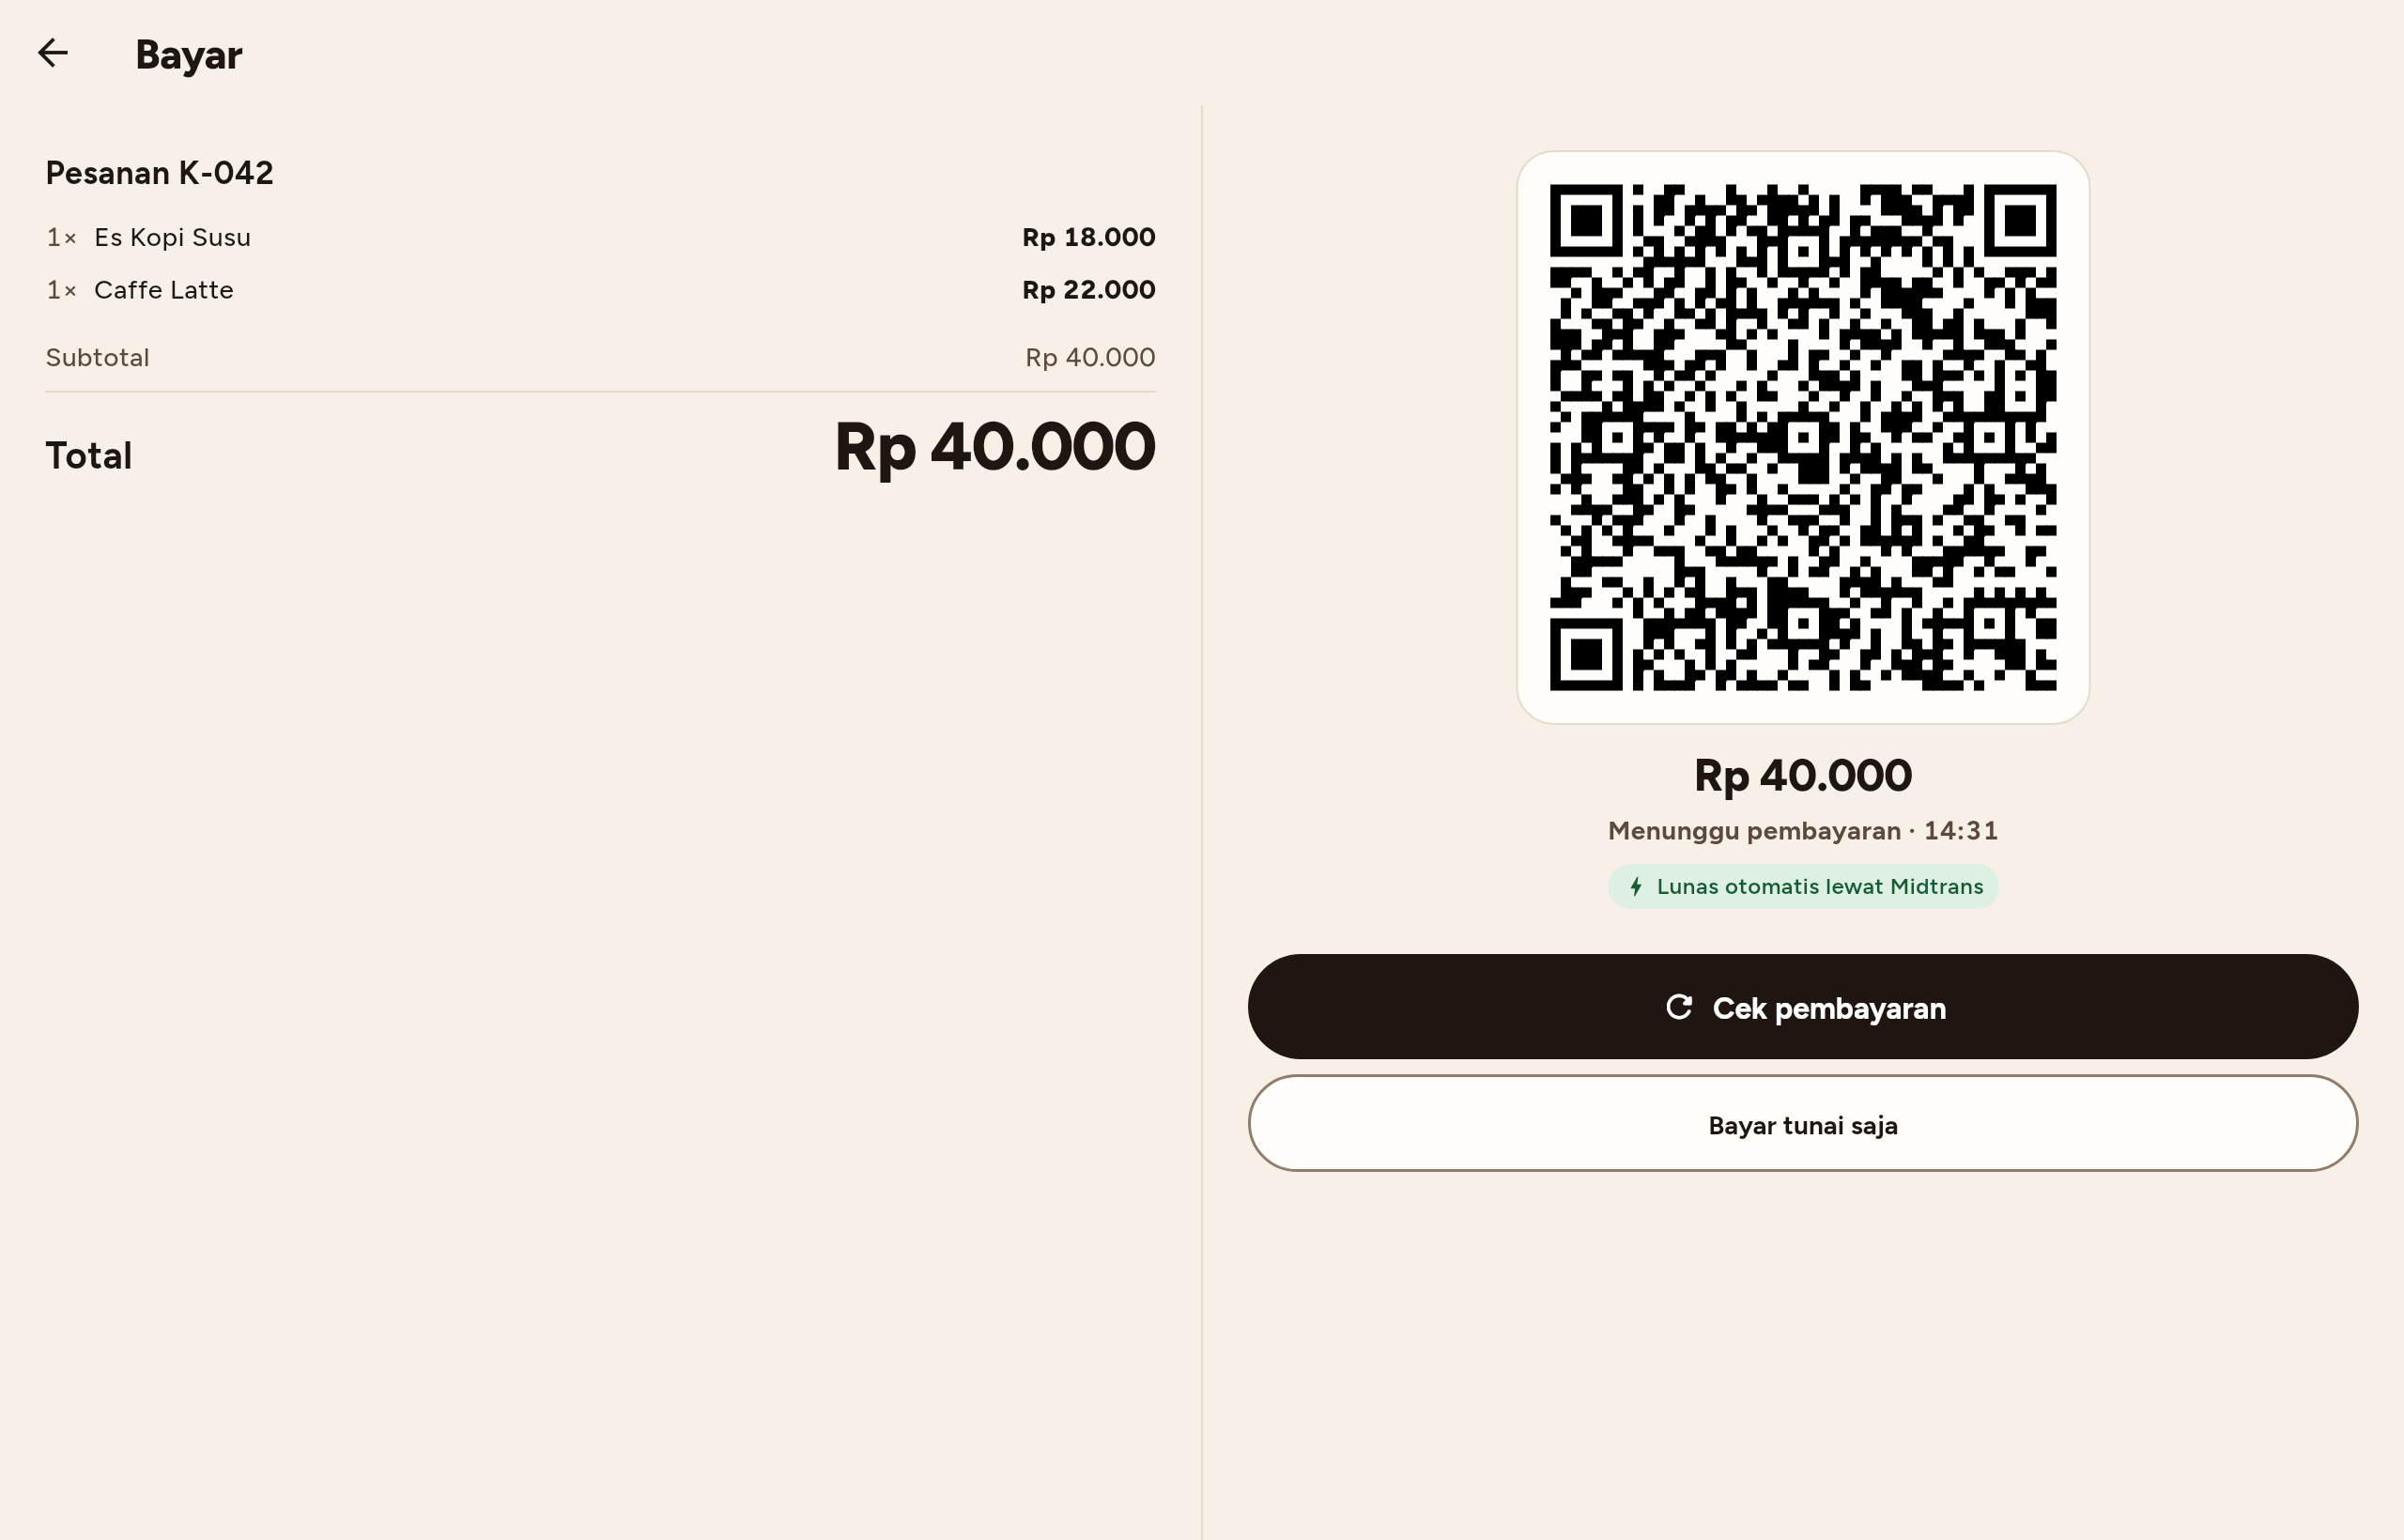 Bayar
Pesanan K-042
1× Es Kopi Susu Rp 18.000
1× Caffe Latte Rp 22.000
Subtotal Rp 40.000
Total Rp 40.000
Rp 40.000
Menunggu pembayaran · 14:31
Lunas otomatis lewat Midtrans
Cek pembayaran
Bayar tunai saja